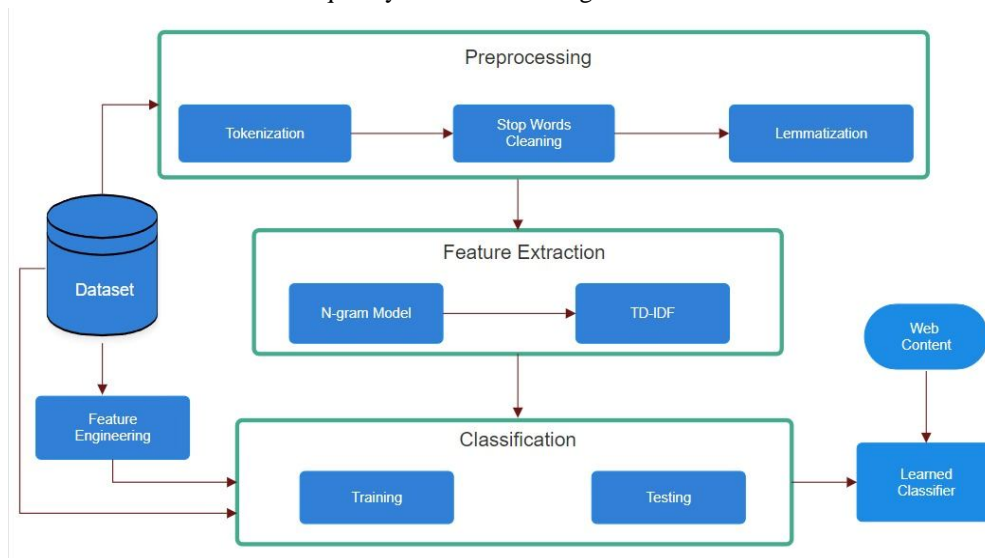 Preprocessing
Tokenization
Stop Words
Cleaning
Lemmatization
Dataset
Feature Extraction
N-gram Model
TD-IDF
Web
Content
Feature
Engineering
Classification
Training
Testing
Learned
Classifier